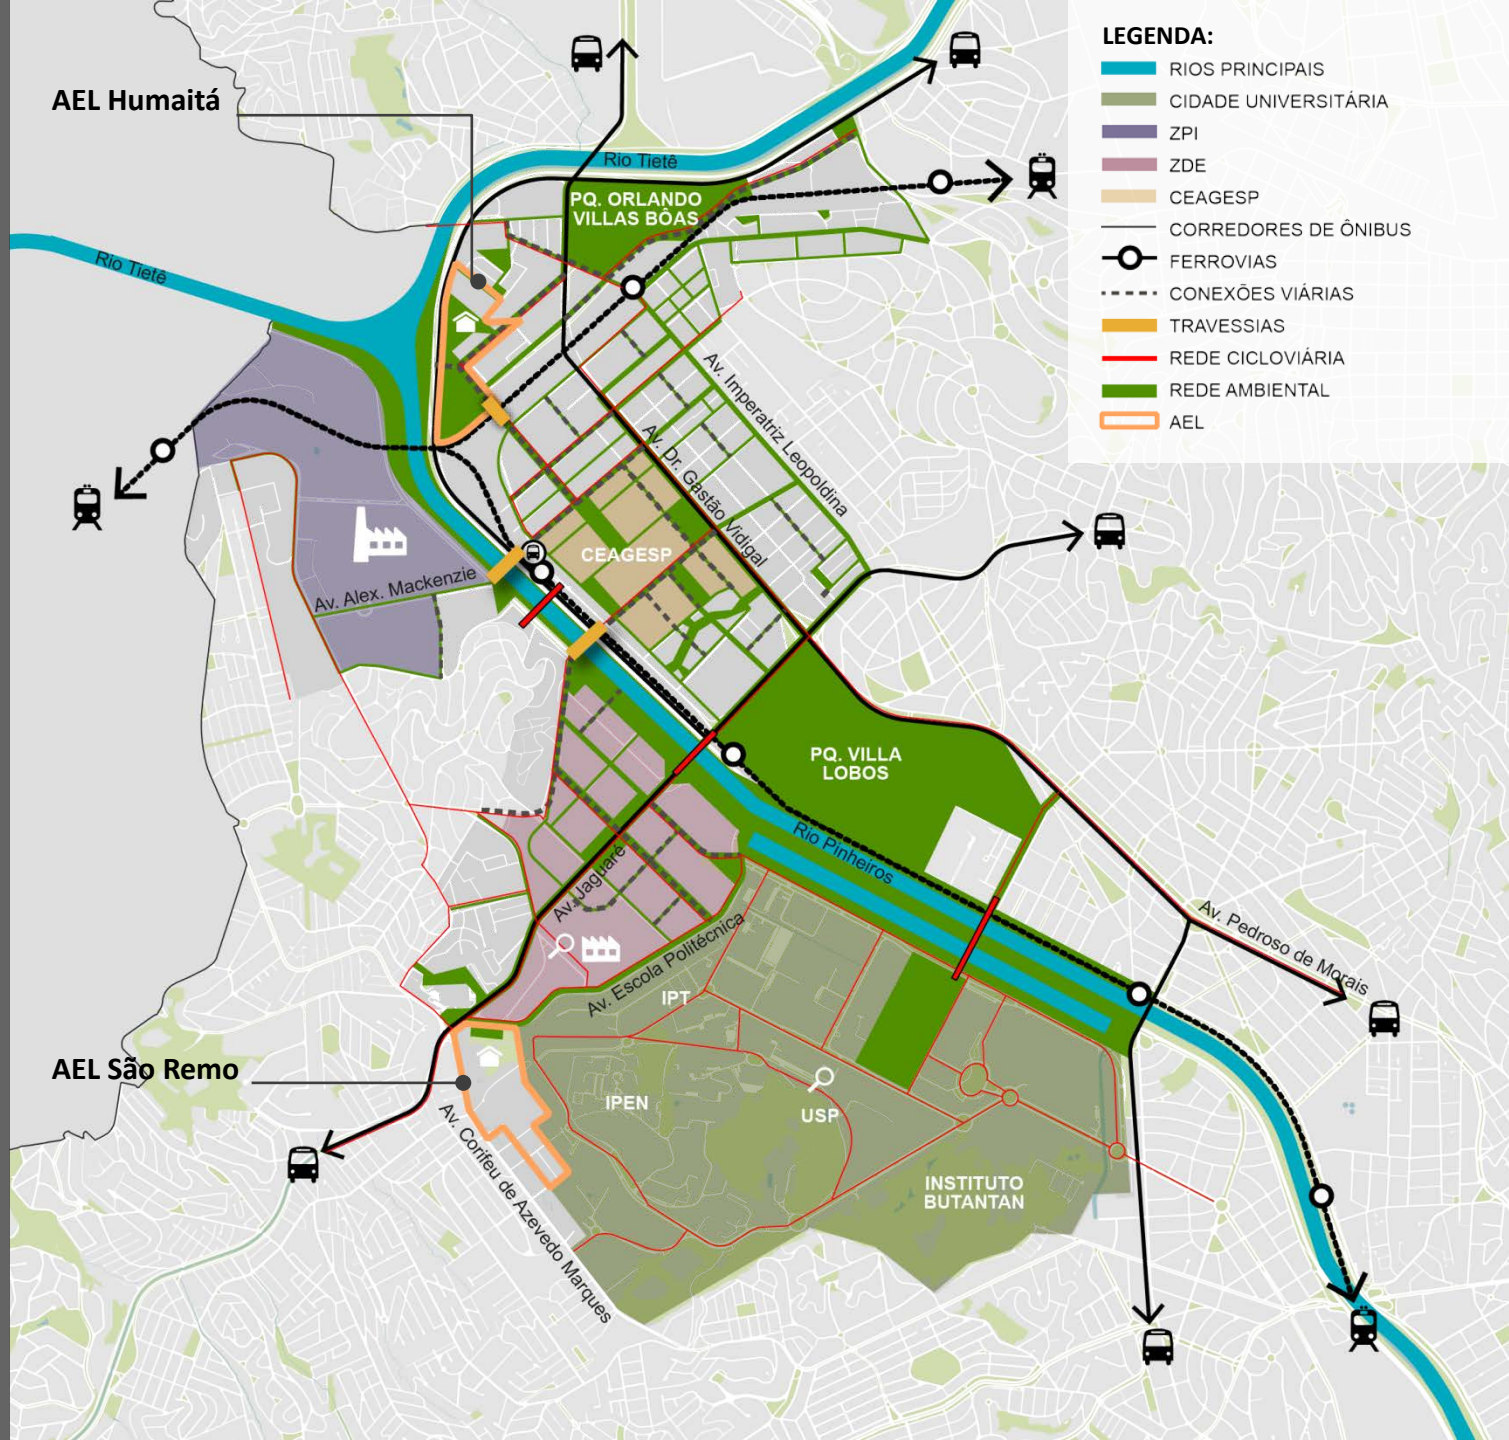 LEGENDA:
RIOS PRINCIPAIS
CIDADE UNIVERSITÁRIA
ZPI
ZDE
CEAGESP
CORREDORES DE ÔNIBUS
FERROVIAS
CONEXÕES VIÁRIAS
TRAVESSIAS
REDE CICLOVIÁRIA
REDE AMBIENTAL
AEL
AEL Humaitá
Rio Tietê
PQ. ORLANDO
VILLAS BÔAS
Rio Tietê
Av. Imperatriz Leopoldina
Av. Dr. Gastão Vidigal
CEAGESP
Av. Alex. Mackenzie
PQ. VILLA
LOBOS
Rio Pinheiros
Av. Jaguaré
Av. Escola Politécnica
Av. Pedroso de Morais
IPT
AEL São Remo
IPEN
USP
Av. Corifeu de Azevedo Marques
INSTITUTO
BUTANTAN